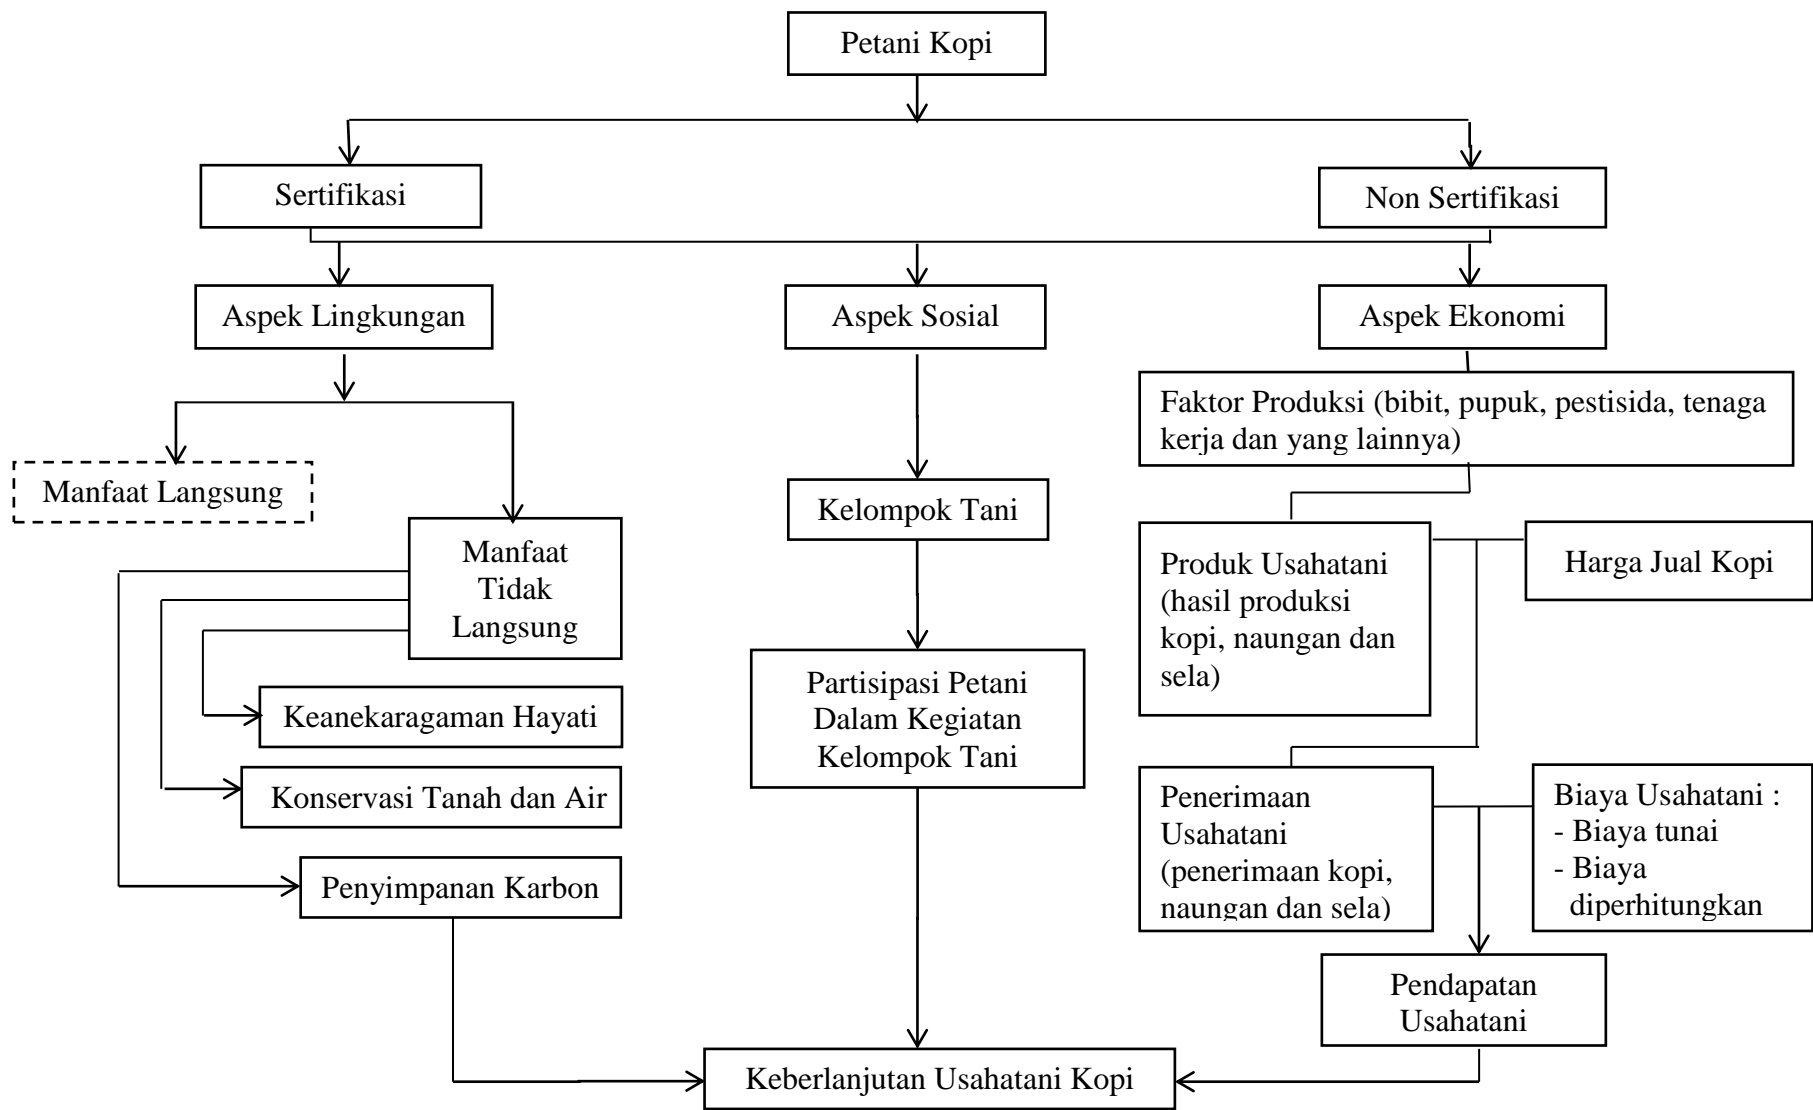 Petani Kopi
Sertifikasi
Non Sertifikasi
Aspek Lingkungan
Aspek Sosial
Aspek Ekonomi
Faktor Produksi (bibit, pupuk, pestisida, tenaga
kerja dan yang lainnya)
Manfaat Langsung
Kelompok Tani
Manfaat
Tidak
Langsung
Produk Usahatani
(hasil produksi
kopi, naungan dan
sela)
Harga Jual Kopi
Keanekaragaman Hayati
Partisipasi Petani
Dalam Kegiatan
Kelompok Tani
Konservasi Tanah dan Air
Penerimaan
Usahatani
(penerimaan kopi,
naungan dan sela)
Biaya Usahatani :
- Biaya tunai
- Biaya
diperhitungkan
Penyimpanan Karbon
Pendapatan
Usahatani
Keberlanjutan Usahatani Kopi